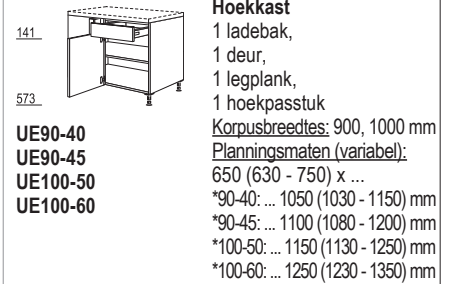 141
573
UE90-40
UE90-45
UE100-50
UE100-60
Hoekkast
1 ladebak,
1 deur,
1 legplank,
1 hoekpasstuk
Korpusbreedtes: 900, 1000 mm
Planningsmaten (variabel):
650 (630 - 750) x ...
*90-40: ... 1050 (1030 - 1150) mm
*90-45: ... 1100 (1080 - 1200) mm
*100-50: ... 1150 (1130 - 1250) mm
*100-60: ... 1250 (1230 - 1350) mm